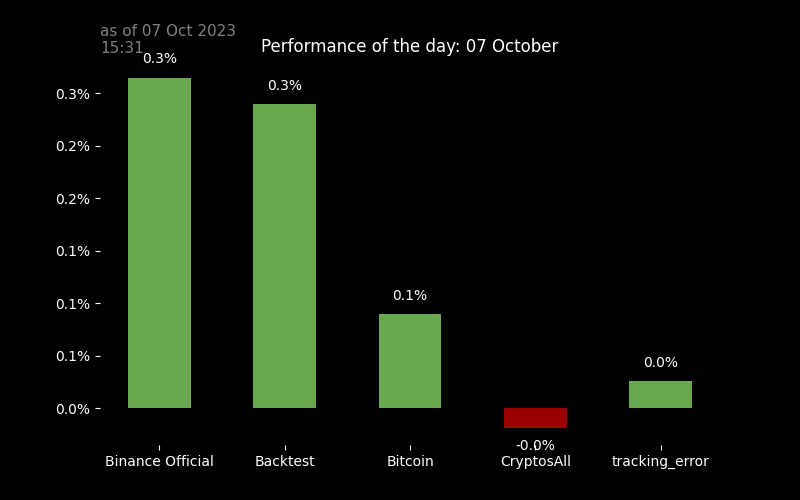 as of 07 Oct 2023
15:31
Performance of the day: 07 October
0.3%
0.3%
0.1%
-0.0%
0.0%
0.3%
0.2%
0.2%
0.1%
0.1%
0.1%
0.0%
Binance Official
Backtest
Bitcoin
CryptosAll
tracking_error